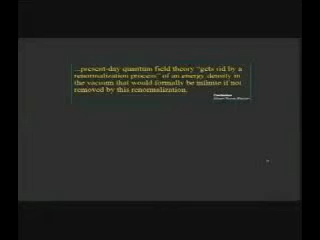 ...present-day quantum field theory "gets rid by a
renormalization process" of an energy density in
the vacuum that would formally be infinite if not
removed by this renormalization.